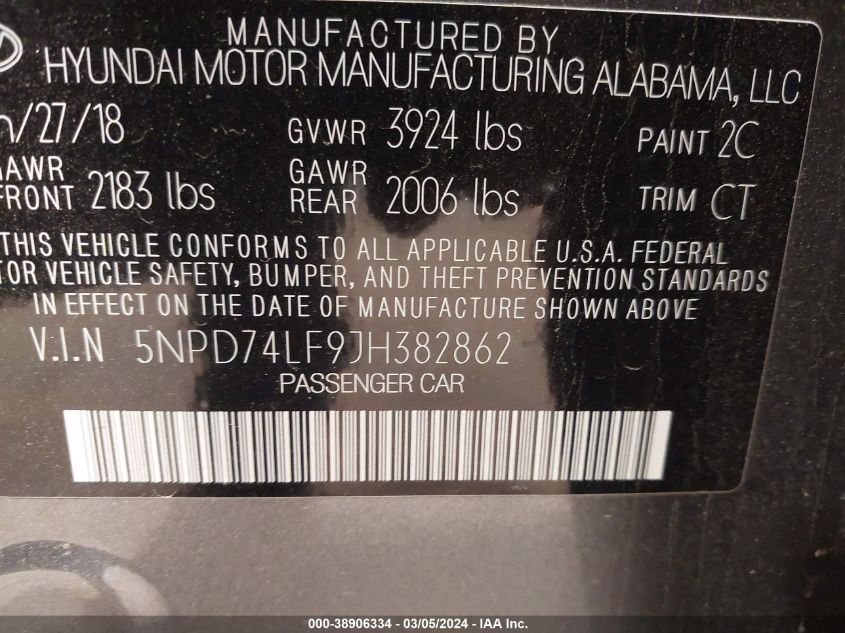 MANUFACTURED BY
HYUNDAI MOTOR MANUFACTURING ALABAMA, LLC
/27/18 GVWR 3924 lbs PAINT 2C
GAWR FRONT 2183 lbs GAWR REAR 2006 lbs TRIM CT
THIS VEHICLE CONFORMS TO ALL APPLICABLE U.S.A. FEDERAL
OR VEHICLE SAFETY, BUMPER, AND THEFT PREVENTION STANDARDS
IN EFFECT ON THE DATE OF MANUFACTURE SHOWN ABOVE
V.I.N 5NPD74LF9JH382862
PASSENGER CAR
000-38906334 - 03/05/2024 - IAA Inc.